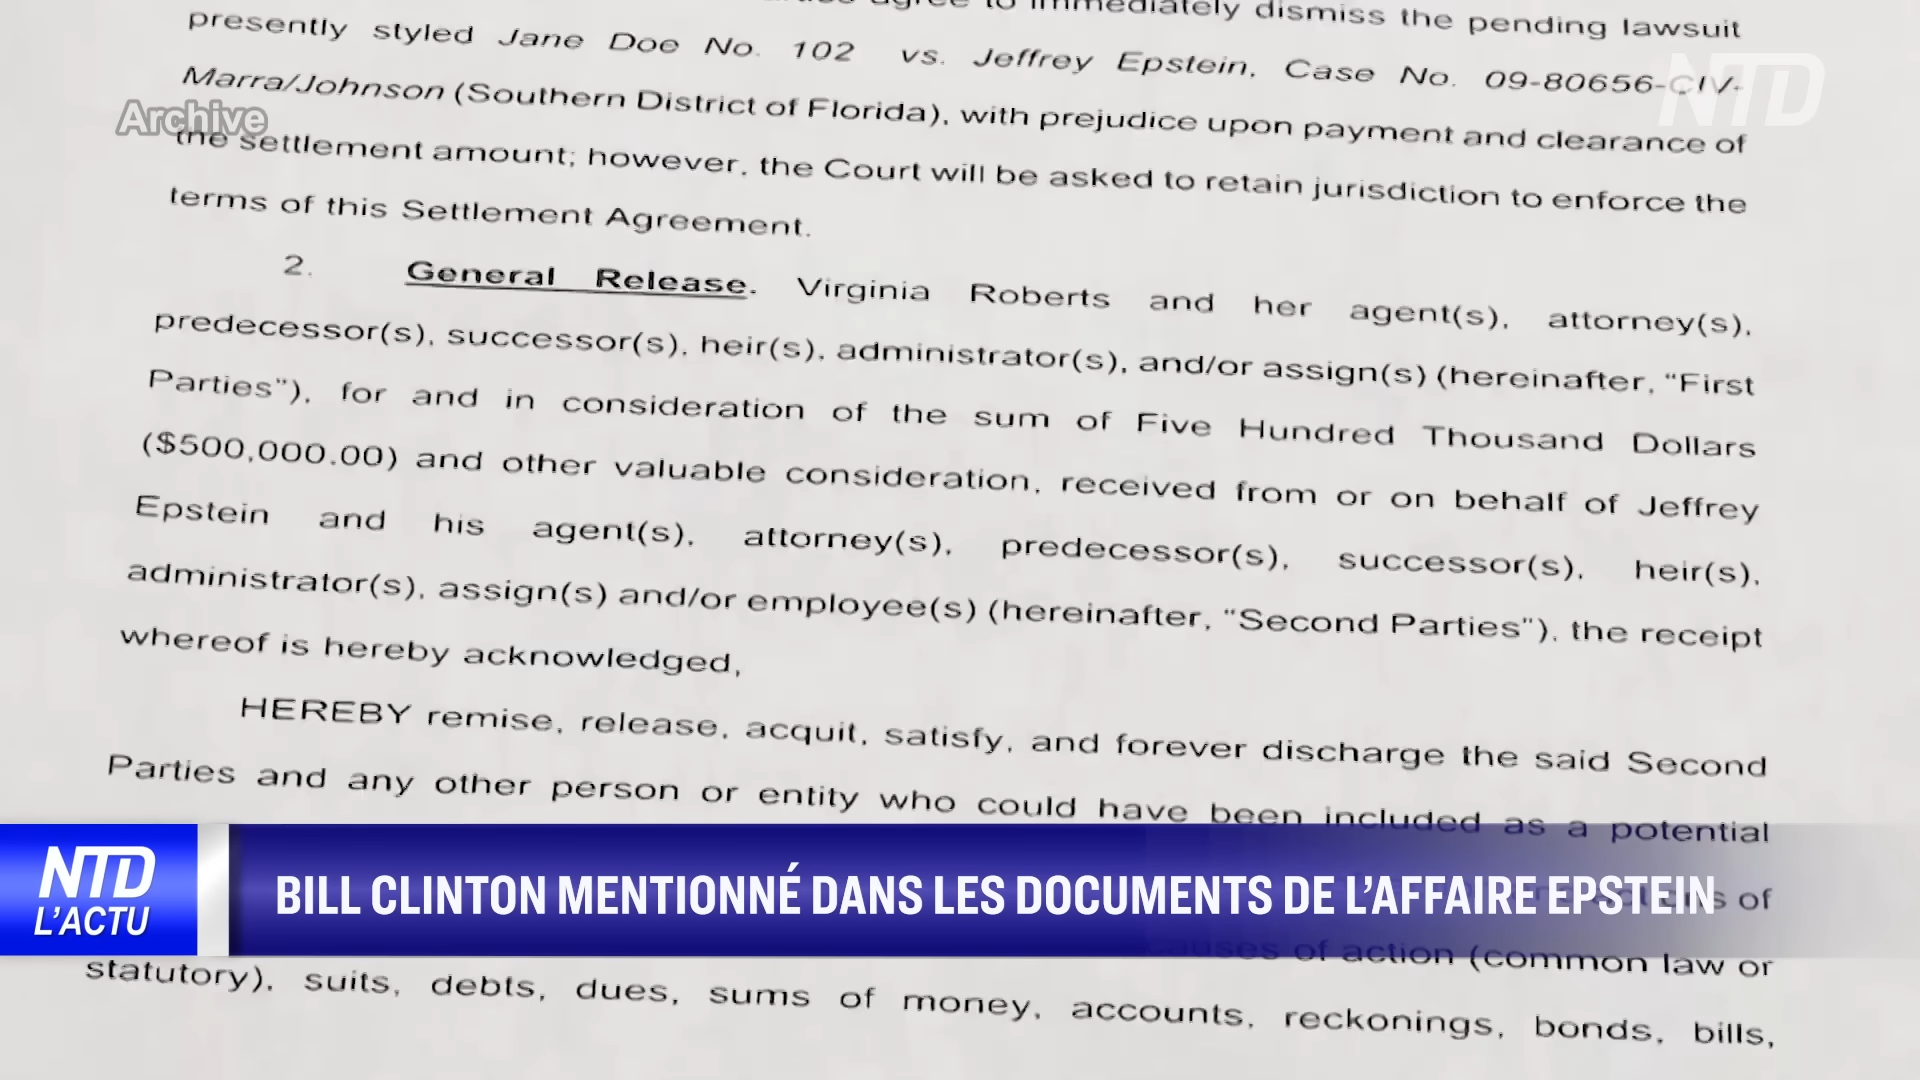 agree to immediately dismiss the pending lawsuit
presently styled Jane Doe No. 102 vs. Jeffrey Epstein, Case No. 09-80656-CIV-
NTD
Marra/Johnson (Southern District of Florida), with prejudice upon payment and clearance of
Archive
the settlement amount; however, the Court will be asked to retain jurisdiction to enforce the
terms of this Settlement Agreement.
2. General Release. Virginia Roberts and her agent(s), attorney(s),
predecessor(s), successor(s), heir(s), administrator(s), and/or assign(s) (hereinafter, "First
Parties"), for and in consideration of the sum of Five Hundred Thousand Dollars
($500,000.00) and other valuable consideration, received from or on behalf of Jeffrey
Epstein and his agent(s), attorney(s), predecessor(s), successor(s), heir(s),
administrator(s), assign(s) and/or employee(s) (hereinafter, "Second Parties"), the receipt
whereof is hereby acknowledged,
HEREBY remise, release, acquit, satisfy, and forever discharge the said Second
Parties and any other person or entity who could have been included as a potential
of
NTD
L'ACTU
BILL CLINTON MENTIONNÉ DANS LES DOCUMENTS DE L'AFFAIRE EPSTEIN
causes of action (common law or
statutory), suits, debts, dues, sums of money, accounts, reckonings, bonds, bills,